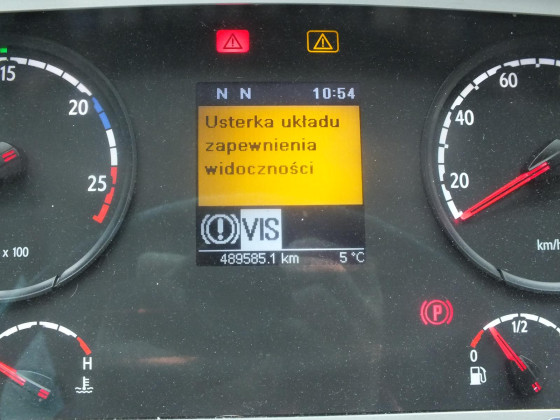 15
20
25
x 100
N N 10:54
Usterka układu
zapewnienia
widoczności
VIS
489585.1 km 5 °C
60
40
20
km/h
P
H
1/2
0